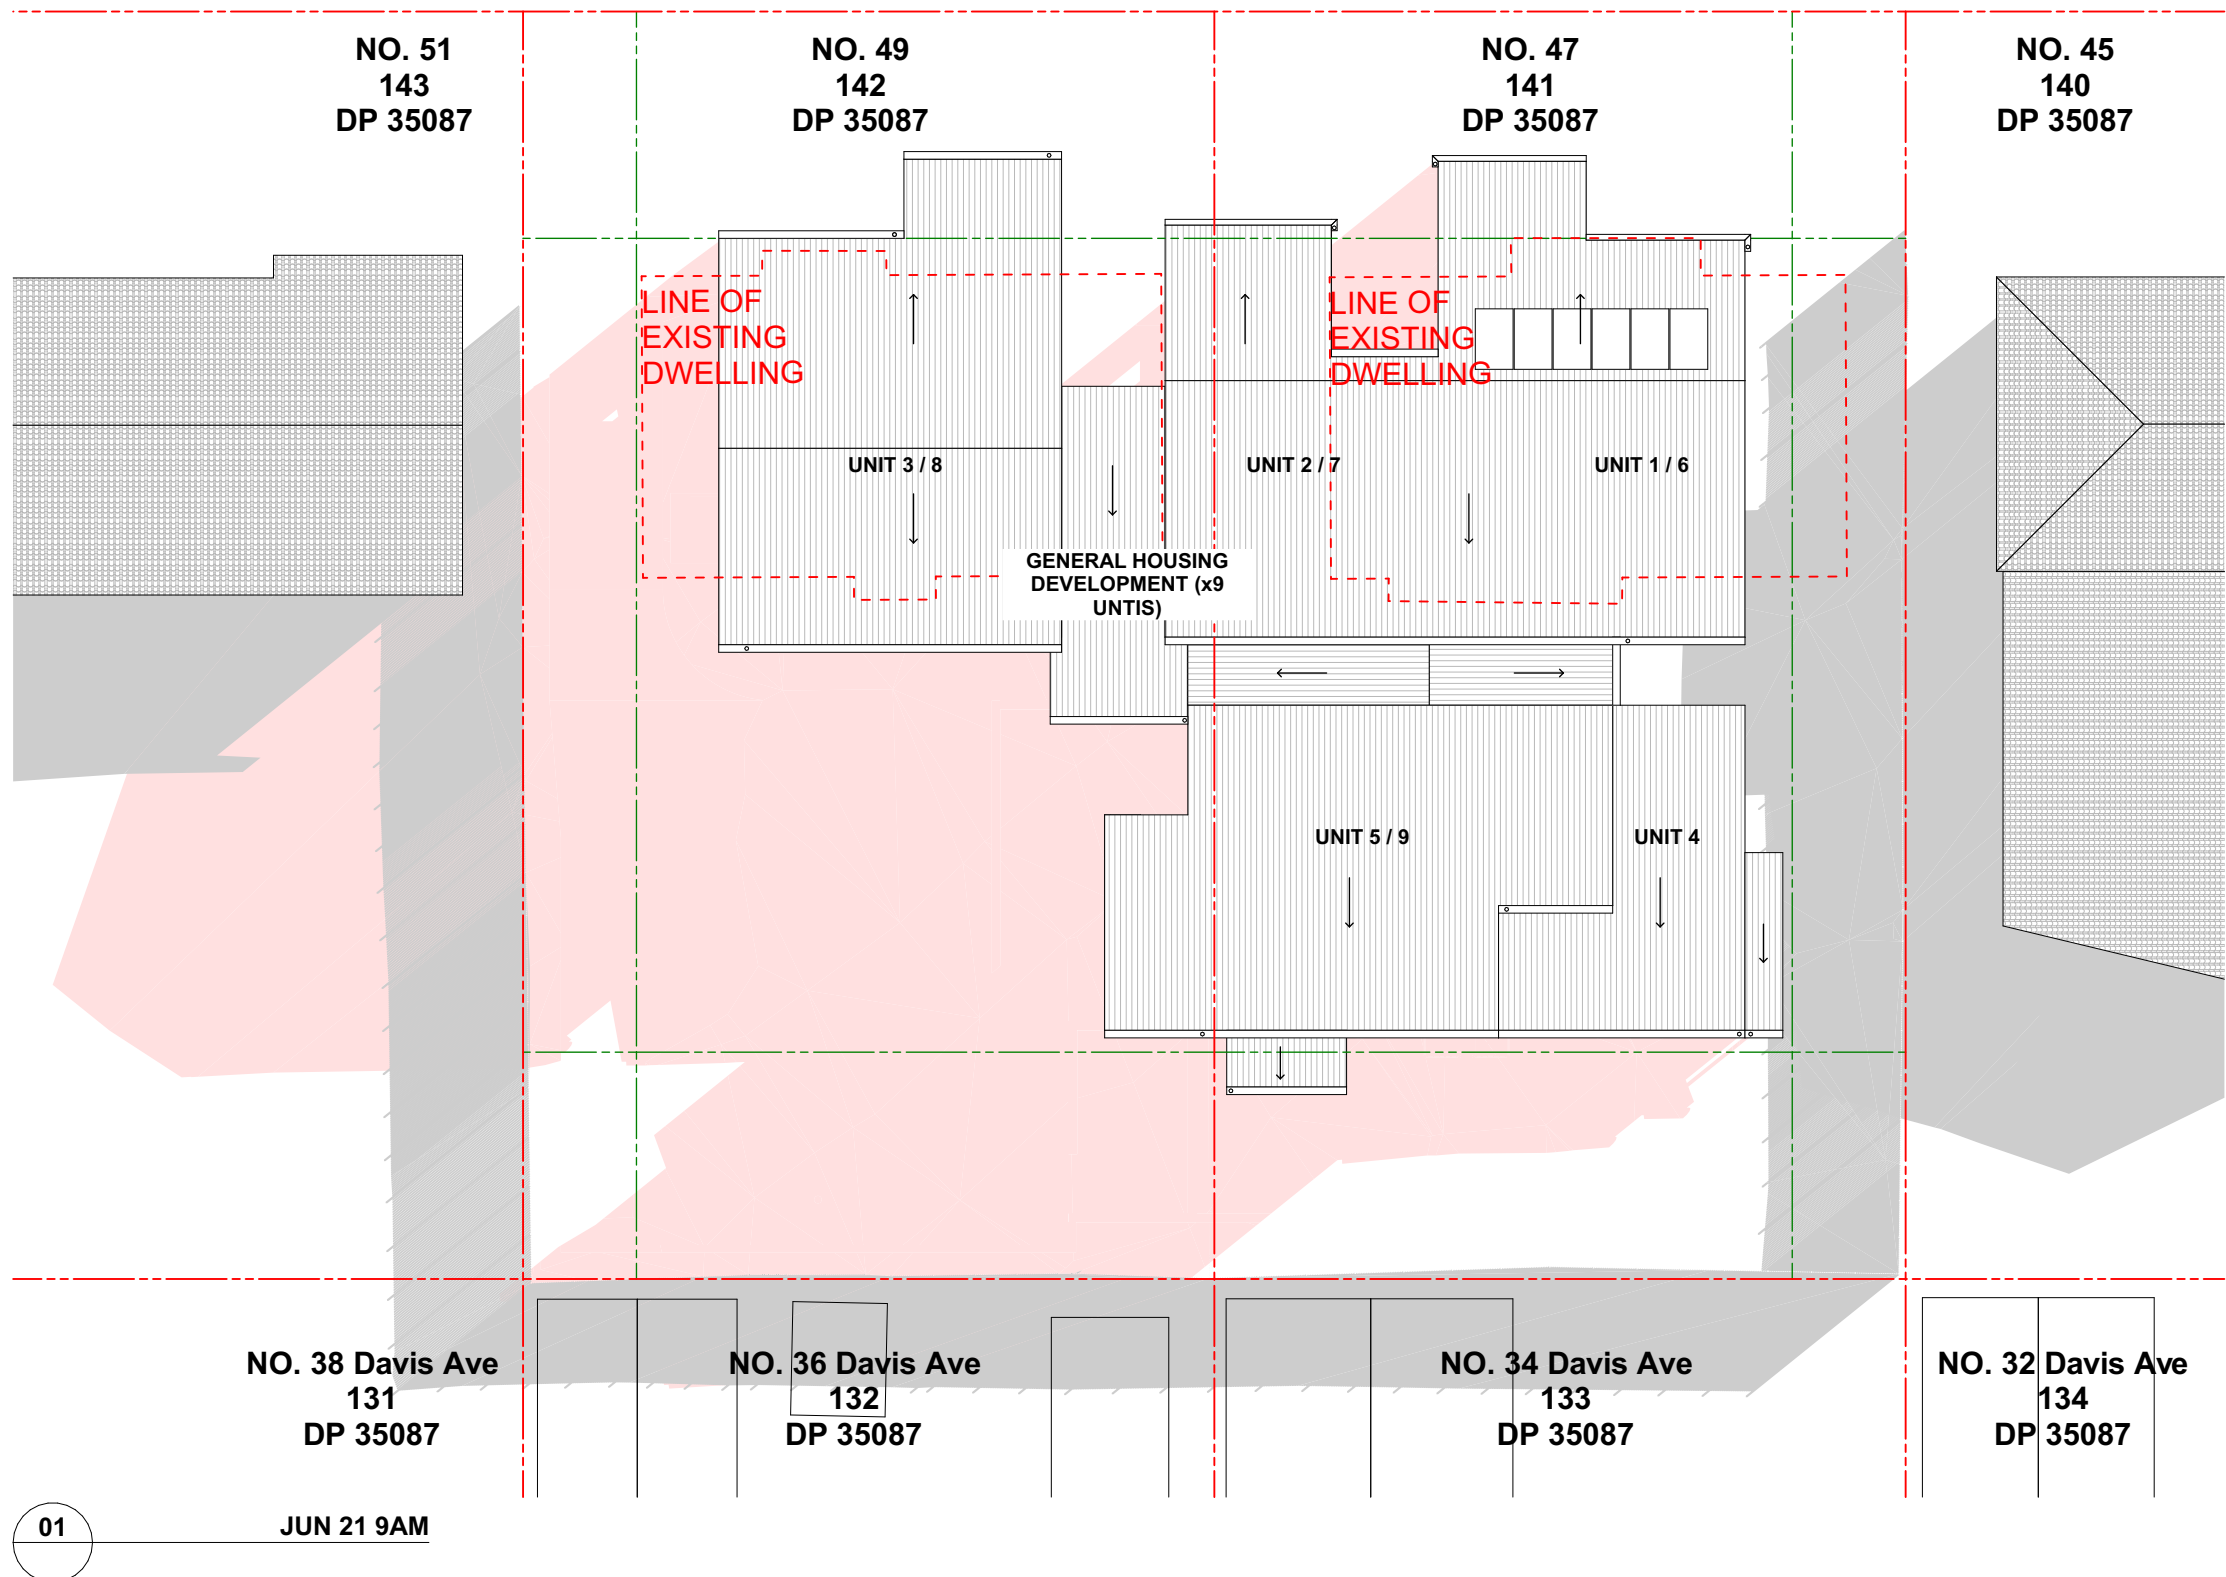 NO. 51
143
DP 35087
NO. 49
142
DP 35087
NO. 47
141
DP 35087
NO. 45
140
DP 35087
LINE OF
EXISTING
DWELLING
LINE OF
EXISTING
DWELLING
UNIT 3 / 8
UNIT 2 / 7
UNIT 1 / 6
GENERAL HOUSING
DEVELOPMENT (x9
UNTIS)
UNIT 5 / 9
UNIT 4
NO. 38 Davis Ave
131
DP 35087
NO. 36 Davis Ave
132
DP 35087
NO. 34 Davis Ave
133
DP 35087
NO. 32 Davis Ave
134
DP 35087
01
JUN 21 9AM